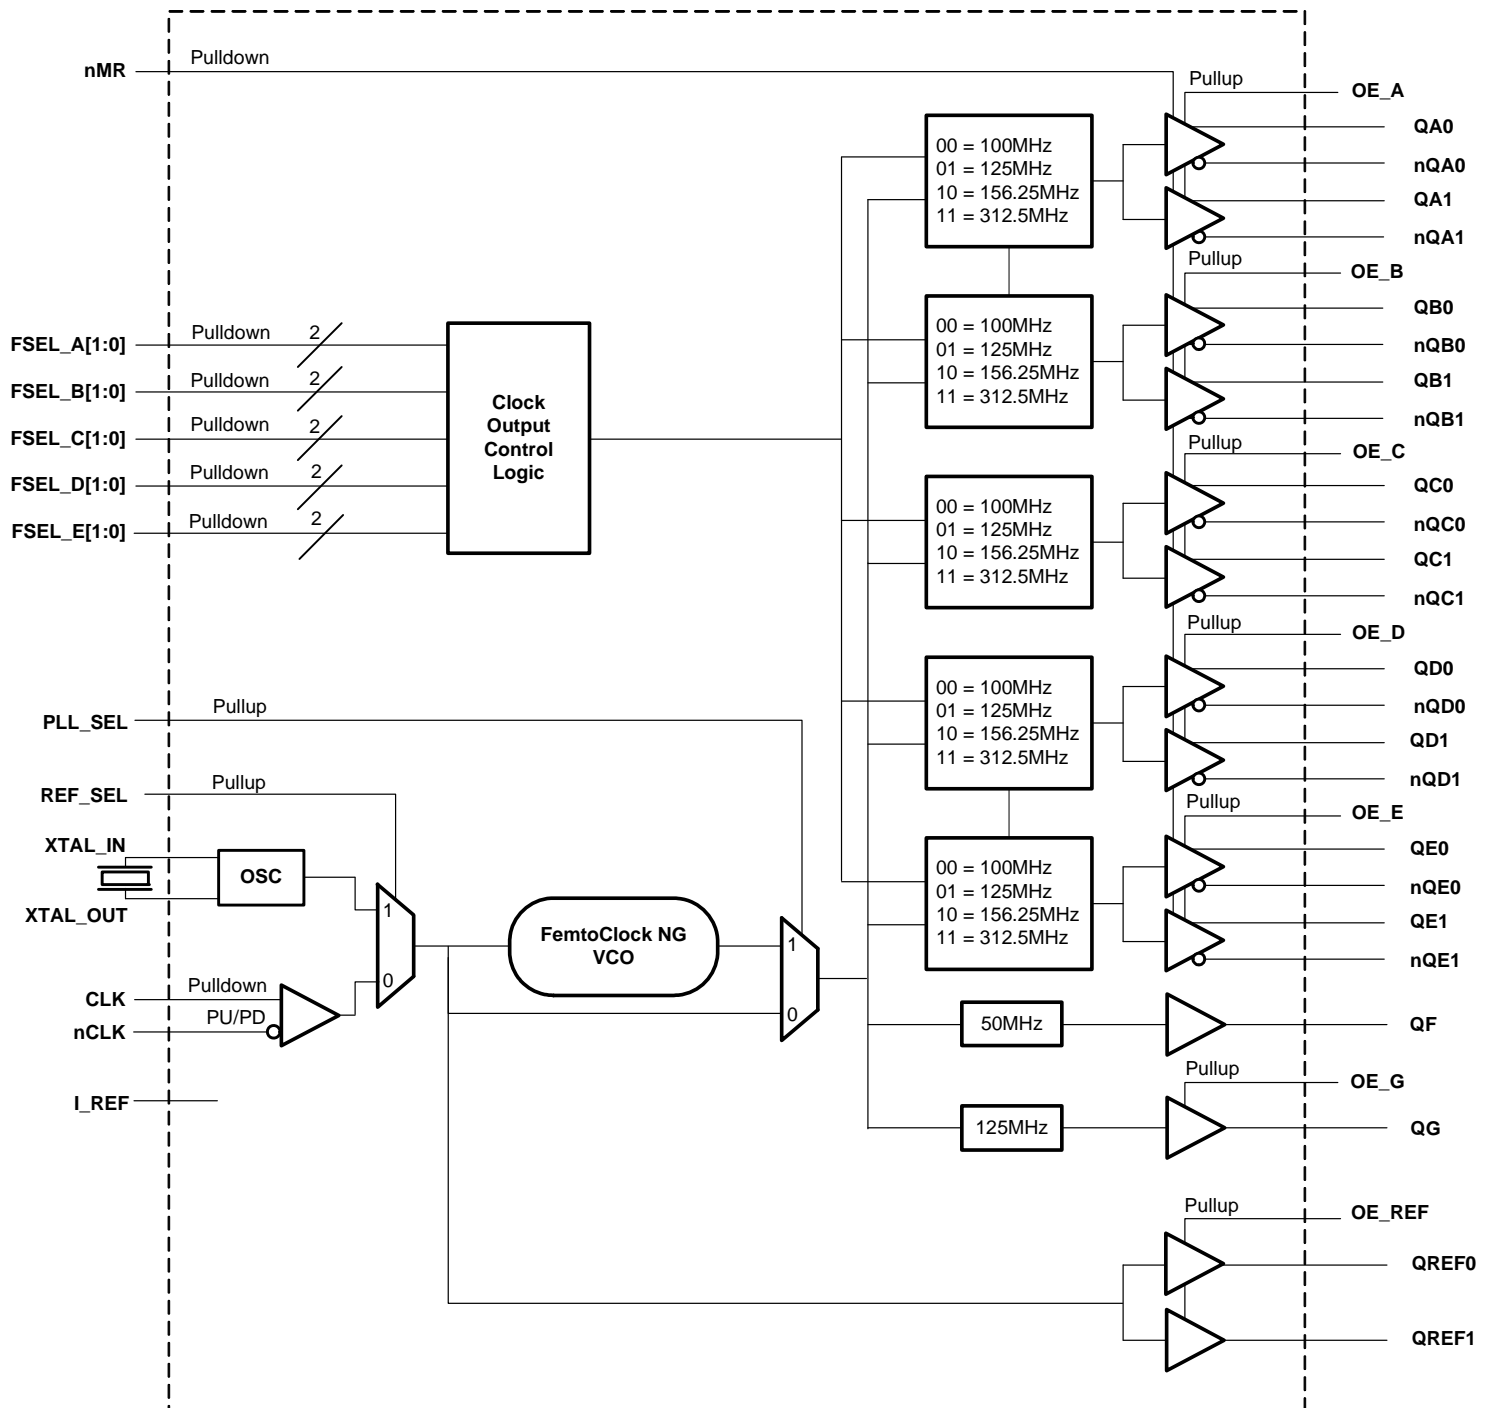 nMR
Pulldown
Pullup
OE_A
QA0
nQA0
QA1
nQA1
00 = 100MHz
01 = 125MHz
10 = 156.25MHz
11 = 312.5MHz
Pullup
OE_B
QB0
nQB0
QB1
nQB1
00 = 100MHz
01 = 125MHz
10 = 156.25MHz
11 = 312.5MHz
FSEL_A[1:0]
Pulldown
2
FSEL_B[1:0]
Pulldown
2
FSEL_C[1:0]
Pulldown
2
FSEL_D[1:0]
Pulldown
2
FSEL_E[1:0]
Pulldown
2
Clock
Output
Control
Logic
Pullup
OE_C
QC0
nQC0
QC1
nQC1
00 = 100MHz
01 = 125MHz
10 = 156.25MHz
11 = 312.5MHz
Pullup
OE_D
QD0
nQD0
QD1
nQD1
00 = 100MHz
01 = 125MHz
10 = 156.25MHz
11 = 312.5MHz
PLL_SEL
Pullup
REF_SEL
Pullup
XTAL_IN
OSC
XTAL_OUT
1
0
FemtoClock NG
VCO
1
0
Pullup
OE_E
QE0
nQE0
QE1
nQE1
00 = 100MHz
01 = 125MHz
10 = 156.25MHz
11 = 312.5MHz
CLK
Pulldown
nCLK
PU/PD
50MHz
QF
I_REF
Pullup
OE_G
125MHz
QG
Pullup
OE_REF
QREF0
QREF1